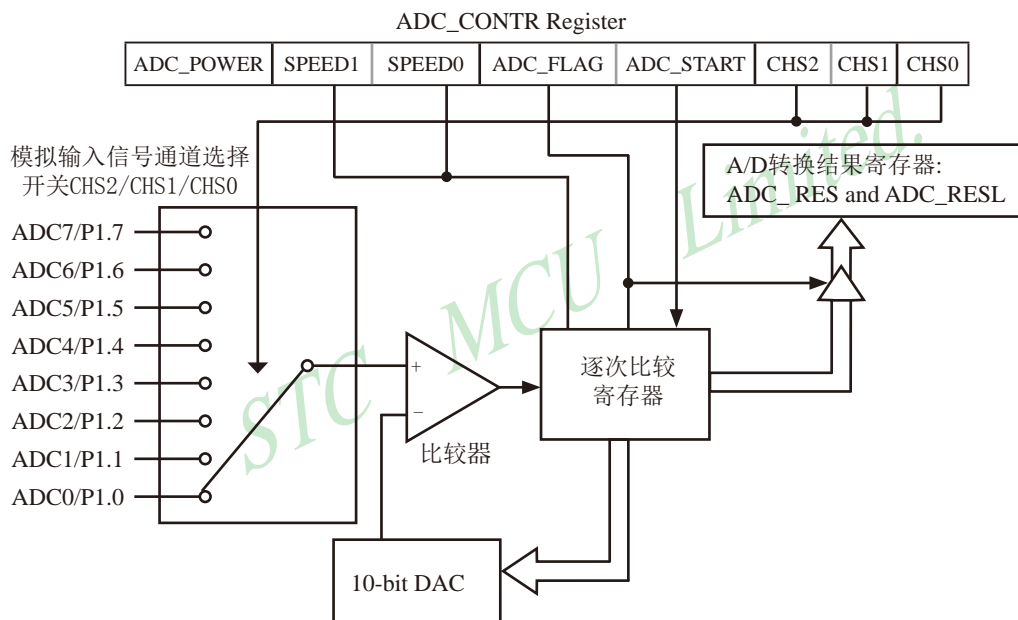 ADC_CONTR Register
ADC_POWER SPEED1 SPEED0 ADC_FLAG ADC_START CHS2 CHS1 CHS0
模拟输入信号通道选择
开关CHS2/CHS1/CHS0
A/D转换结果寄存器:
ADC_RES and ADC_RESL
ADC7/P1.7
ADC6/P1.6
ADC5/P1.5
ADC4/P1.4
ADC3/P1.3
ADC2/P1.2
ADC1/P1.1
ADC0/P1.0
+
−
比较器
逐次比较
寄存器
10-bit DAC
STC MCU Limited.